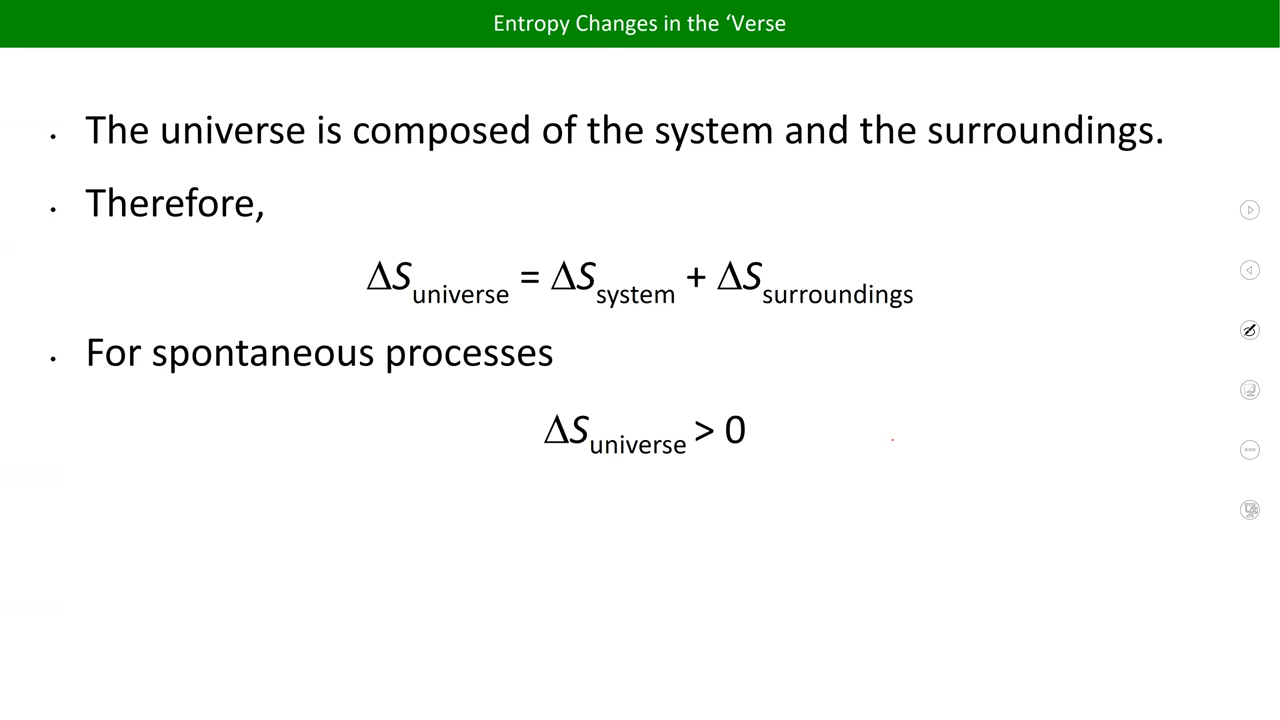 Entropy Changes in the ‘Verse
• The universe is composed of the system and the surroundings.
• Therefore,
ΔSuniverse = ΔSsystem + ΔSsurroundings
• For spontaneous processes
ΔSuniverse > 0